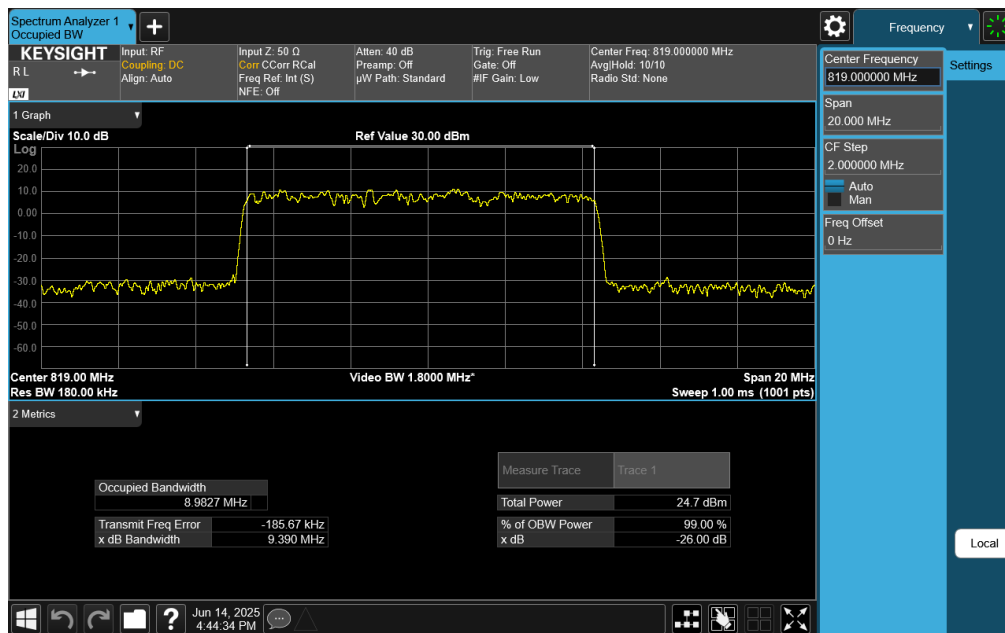 Spectrum Analyzer 1
Occupied BW
+
Frequency
KEYSIGHT
R L
LXI
Input: RF
Coupling: DC
Align: Auto
Input Z: 50 Ω
Corr CCorr RCal
Freq Ref: Int (S)
NFE: Off
Atten: 40 dB
Preamp: Off
µW Path: Standard
Trig: Free Run
Gate: Off
#IF Gain: Low
Center Freq: 819.000000 MHz
Avg|Hold: 10/10
Radio Std: None
Center Frequency
819.000000 MHz
Settings
Span
20.000 MHz
CF Step
2.000000 MHz
Auto
Man
Freq Offset
0 Hz
1 Graph
Scale/Div 10.0 dB
Ref Value 30.00 dBm
Log
20.0
10.0
0.00
-10.0
-20.0
-30.0
-40.0
-50.0
-60.0
Center 819.00 MHz
Video BW 1.8000 MHz*
Span 20 MHz
Res BW 180.00 kHz
Sweep 1.00 ms (1001 pts)
2 Metrics
Measure Trace
Trace 1
Occupied Bandwidth
8.9827 MHz
Total Power
24.7 dBm
Transmit Freq Error
-185.67 kHz
% of OBW Power
99.00 %
x dB Bandwidth
9.390 MHz
x dB
-26.00 dB
Local
?
Jun 14, 2025
4:44:34 PM